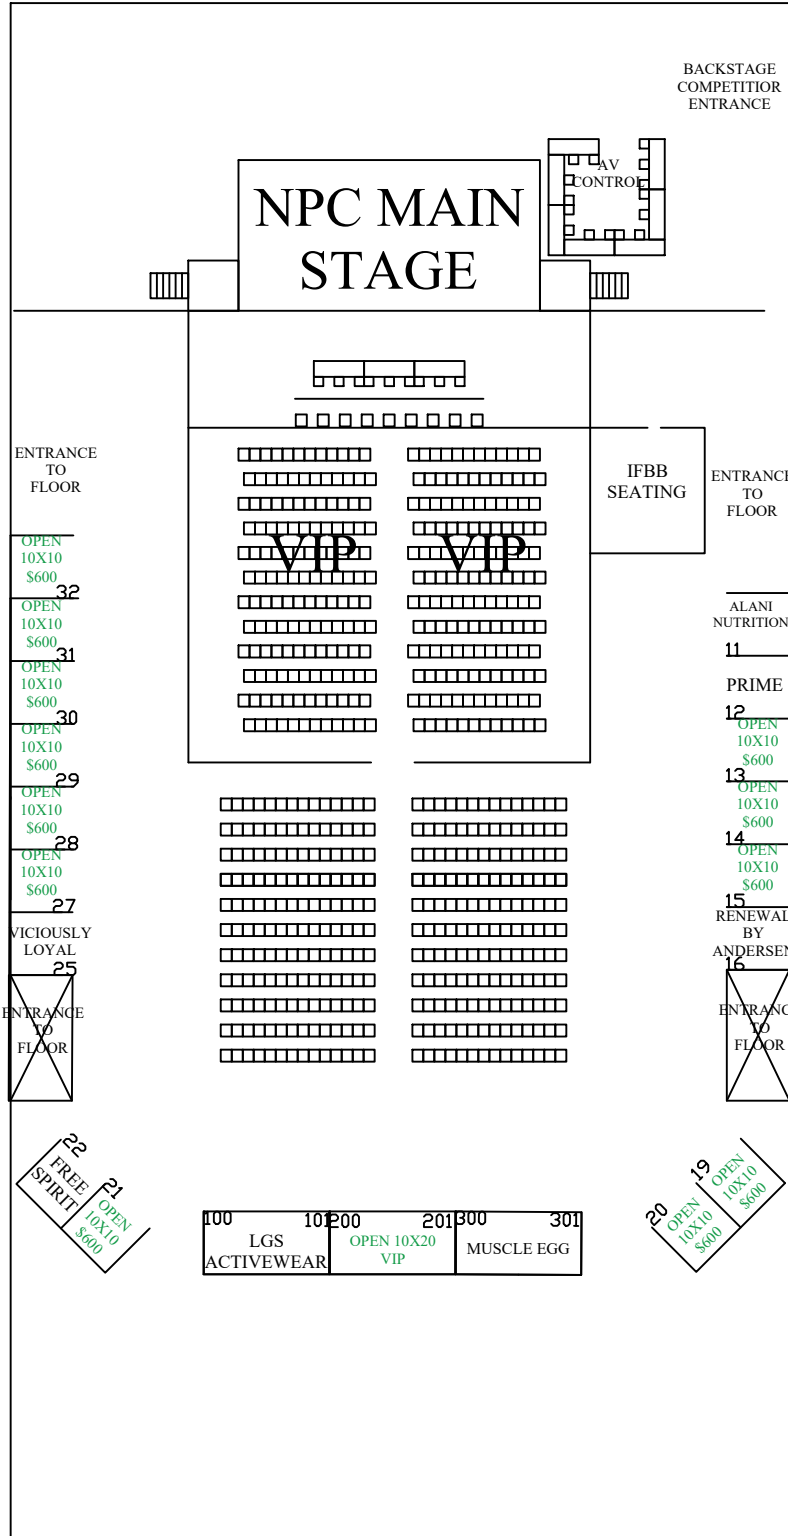 BACKSTAGE
COMPETITIOR
ENTRANCE
AV
CONTROL
NPC MAIN
STAGE
ENTRANCE
TO
FLOOR
IFBB
SEATING
ENTRANCE
TO
FLOOR
VIP
VIP
OPEN
10X10
$600
32
OPEN
10X10
$600
31
OPEN
10X10
$600
30
OPEN
10X10
$600
29
OPEN
10X10
$600
28
OPEN
10X10
$600
27
VICIOUSLY
LOYAL
25
ENTRANCE
TO
FLOOR
ALANI
NUTRITION
11
PRIME
12
OPEN
10X10
$600
13
OPEN
10X10
$600
14
OPEN
10X10
$600
15
RENEWAL
BY
ANDERSEN
16
ENTRANCE
TO
FLOOR
22
FREE
SPIRIT
21
OPEN
10X10
$600
100 101
LGS
ACTIVEWEAR
200 201
OPEN 10X20
VIP
300 301
MUSCLE EGG
20
OPEN
10X10
$600
19
OPEN
10X10
$600